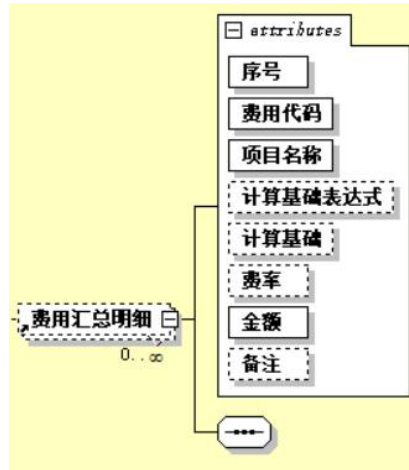 attributes
序号
费用代码
项目名称
计算基础表达式
计算基础
费率
金额
备注
费用汇总明细
0..∞